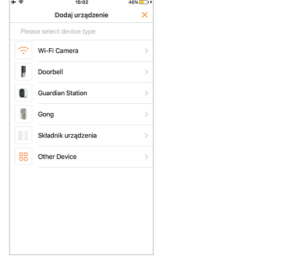 15:02
46%
Dodaj urządzenie
Please select device type
Wi-Fi Camera
Doorbell
Guardian Station
Gong
Składnik urządzenia
Other Device